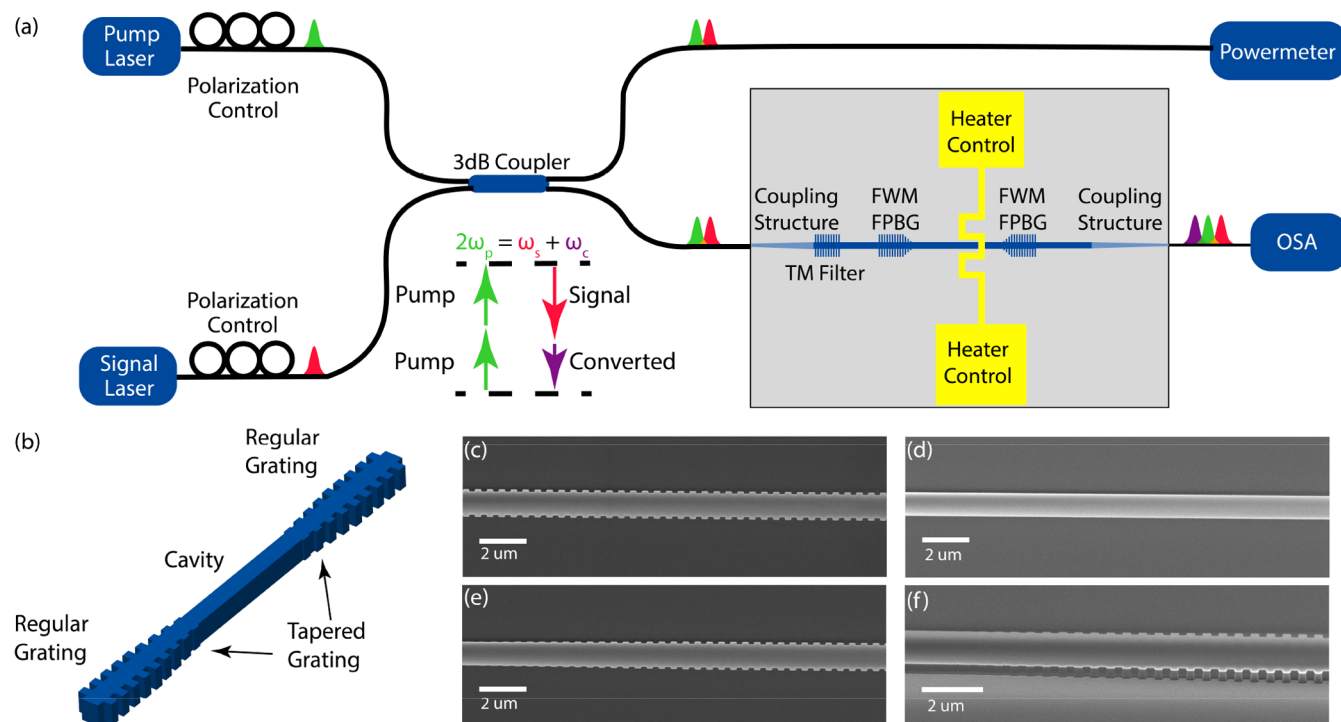 (a)
Pump
Laser
Polarization
Control
3dB Coupler
Powermeter
Heater
Control
Coupling
Structure
FWM
FPBG
FWM
FPBG
Coupling
Structure
TM Filter
OSA
Heater
Control
2ωp = ωs + ωc
Pump
Signal
Pump
Converted
Polarization
Control
Signal
Laser
(b)
Regular
Grating
Cavity
Regular
Grating
Tapered
Grating
(c)
2 um
(d)
2 um
(e)
2 um
(f)
2 um